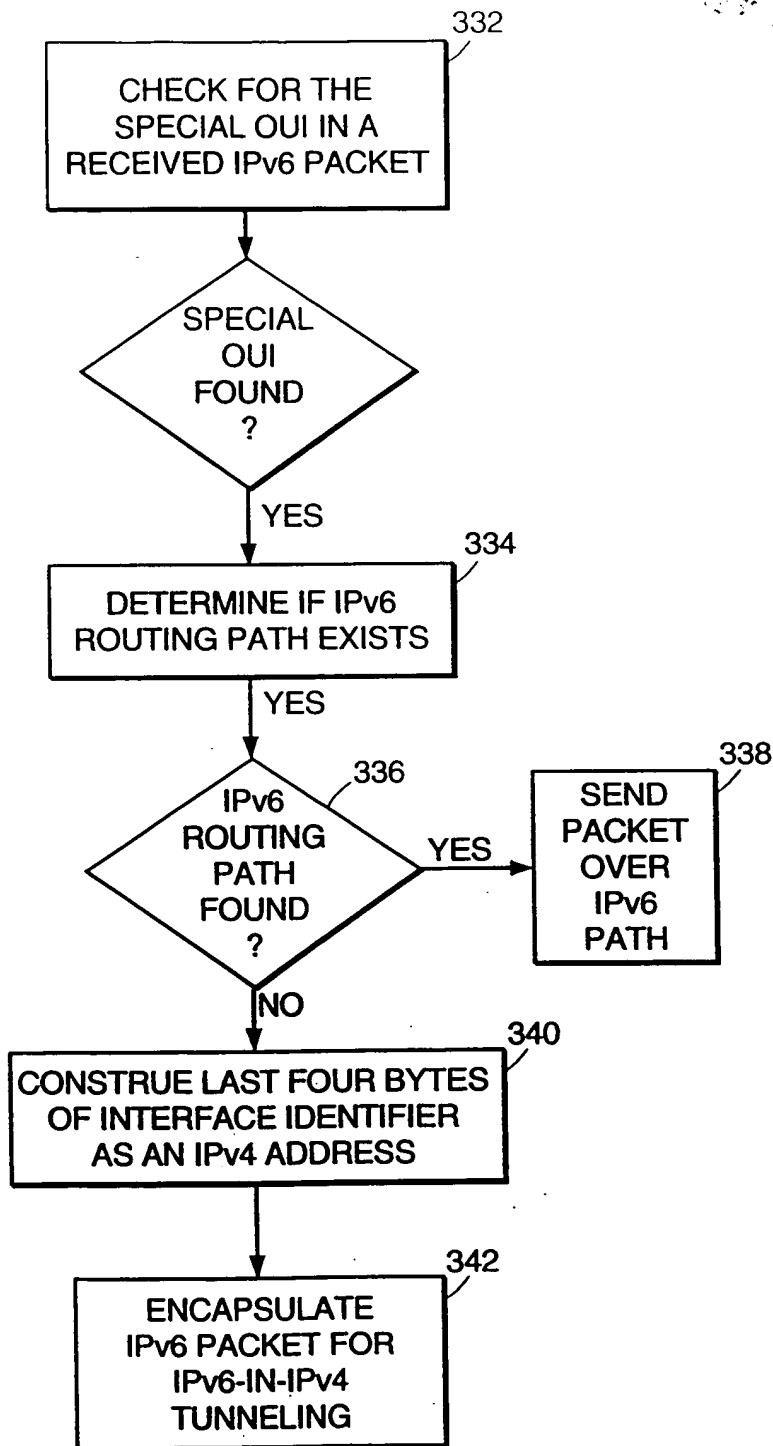 332
CHECK FOR THE
SPECIAL OUI IN A
RECEIVED IPv6 PACKET
SPECIAL
OUI
FOUND
?
YES
334
DETERMINE IF IPv6
ROUTING PATH EXISTS
YES
336
IPv6
ROUTING
PATH
FOUND
?
YES
338
SEND
PACKET
OVER
IPv6
PATH
NO
340
CONSTRUE LAST FOUR BYTES
OF INTERFACE IDENTIFIER
AS AN IPv4 ADDRESS
342
ENCAPSULATE
IPv6 PACKET FOR
IPv6-IN-IPv4
TUNNELING